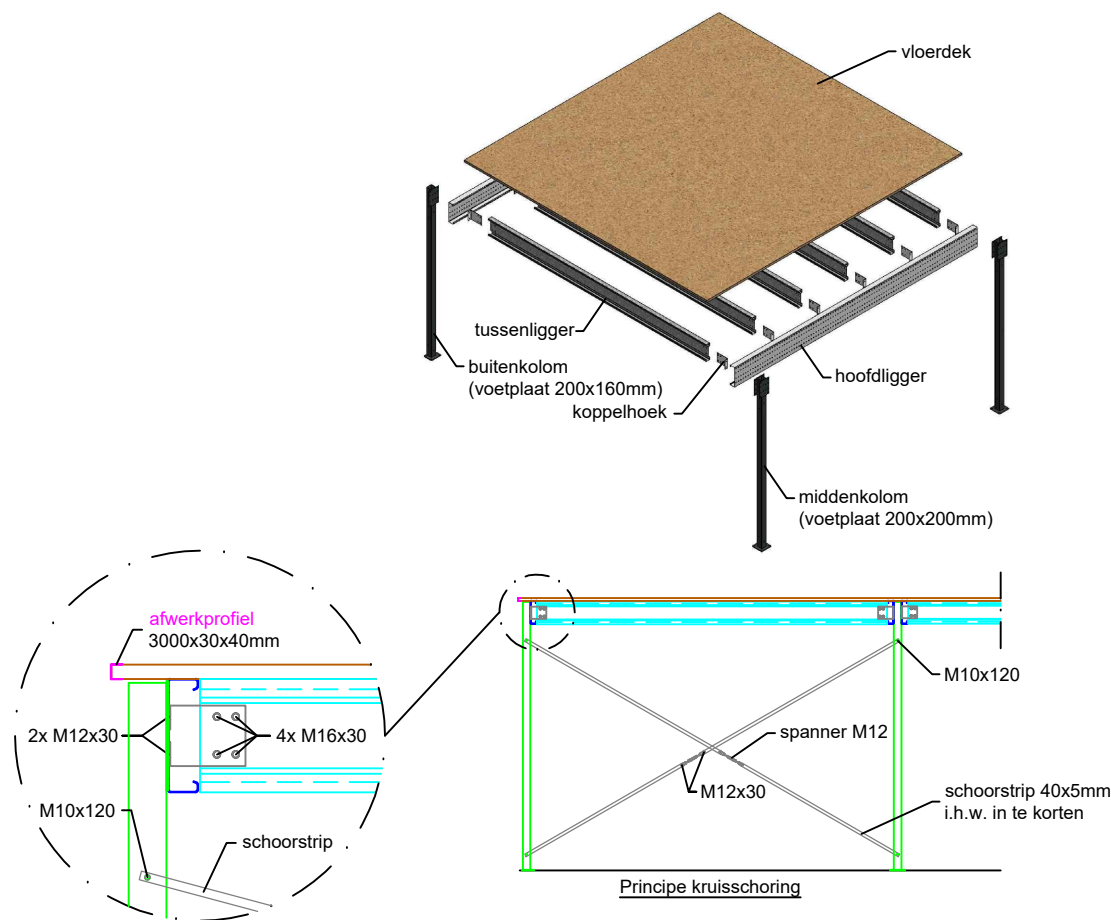 vloerdek
tussenligger
buitenkolom
(voetplaat 200x160mm)
koppelhoek
hoofdligger
middenkolom
(voetplaat 200x200mm)
afwerkprofiel
3000x30x40mm
2x M12x30
4x M16x30
M10x120
schoorstrip
M10x120
spanner M12
M12x30
schoorstrip 40x5mm
i.h.w. in te korten
Principe kruisschoring